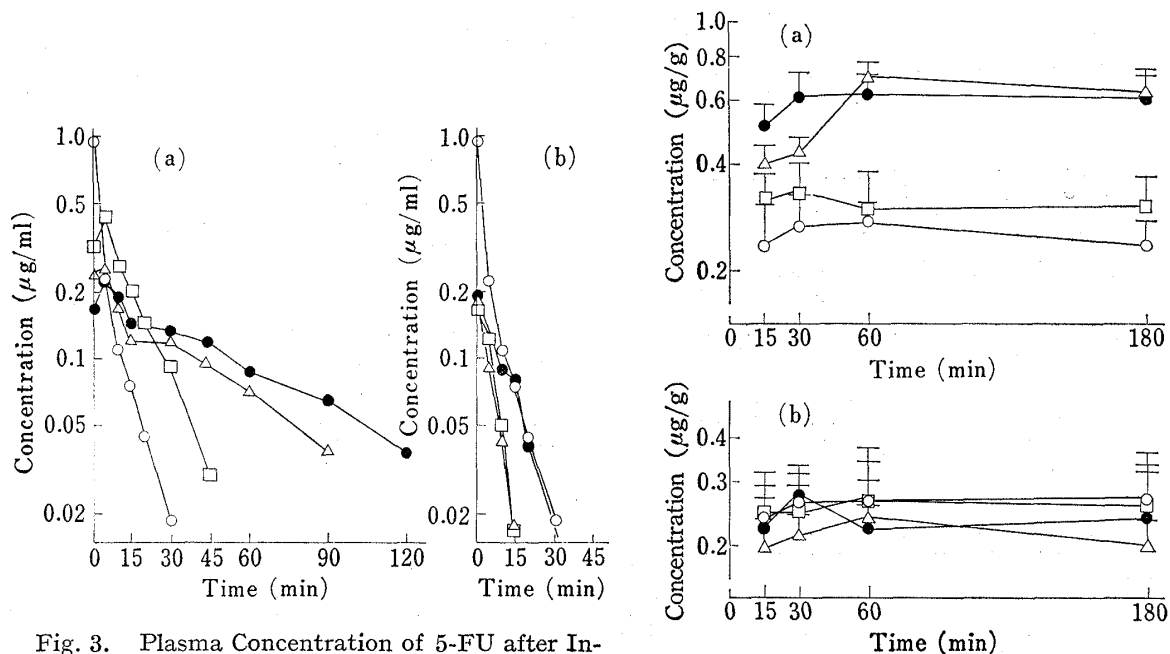 (a)
Concentration (μg/ml)
1.0
0.5
0.2
0.1
0.05
0.02
0 15 30 45 60 90 120
Time (min)
(b)
Concentration (μg/ml)
1.0
0.5
0.2
0.1
0.05
0.02
0 15 30 45
Time (min)
Fig. 3. Plasma Concentration of 5-FU after In-
(a)
Concentration (μg/g)
1.0
0.8
0.6
0.4
0.2
0 15 30 60 180
Time (min)
(b)
Concentration (μg/g)
0.4
0.3
0.2
0 15 30 60 180
Time (min)